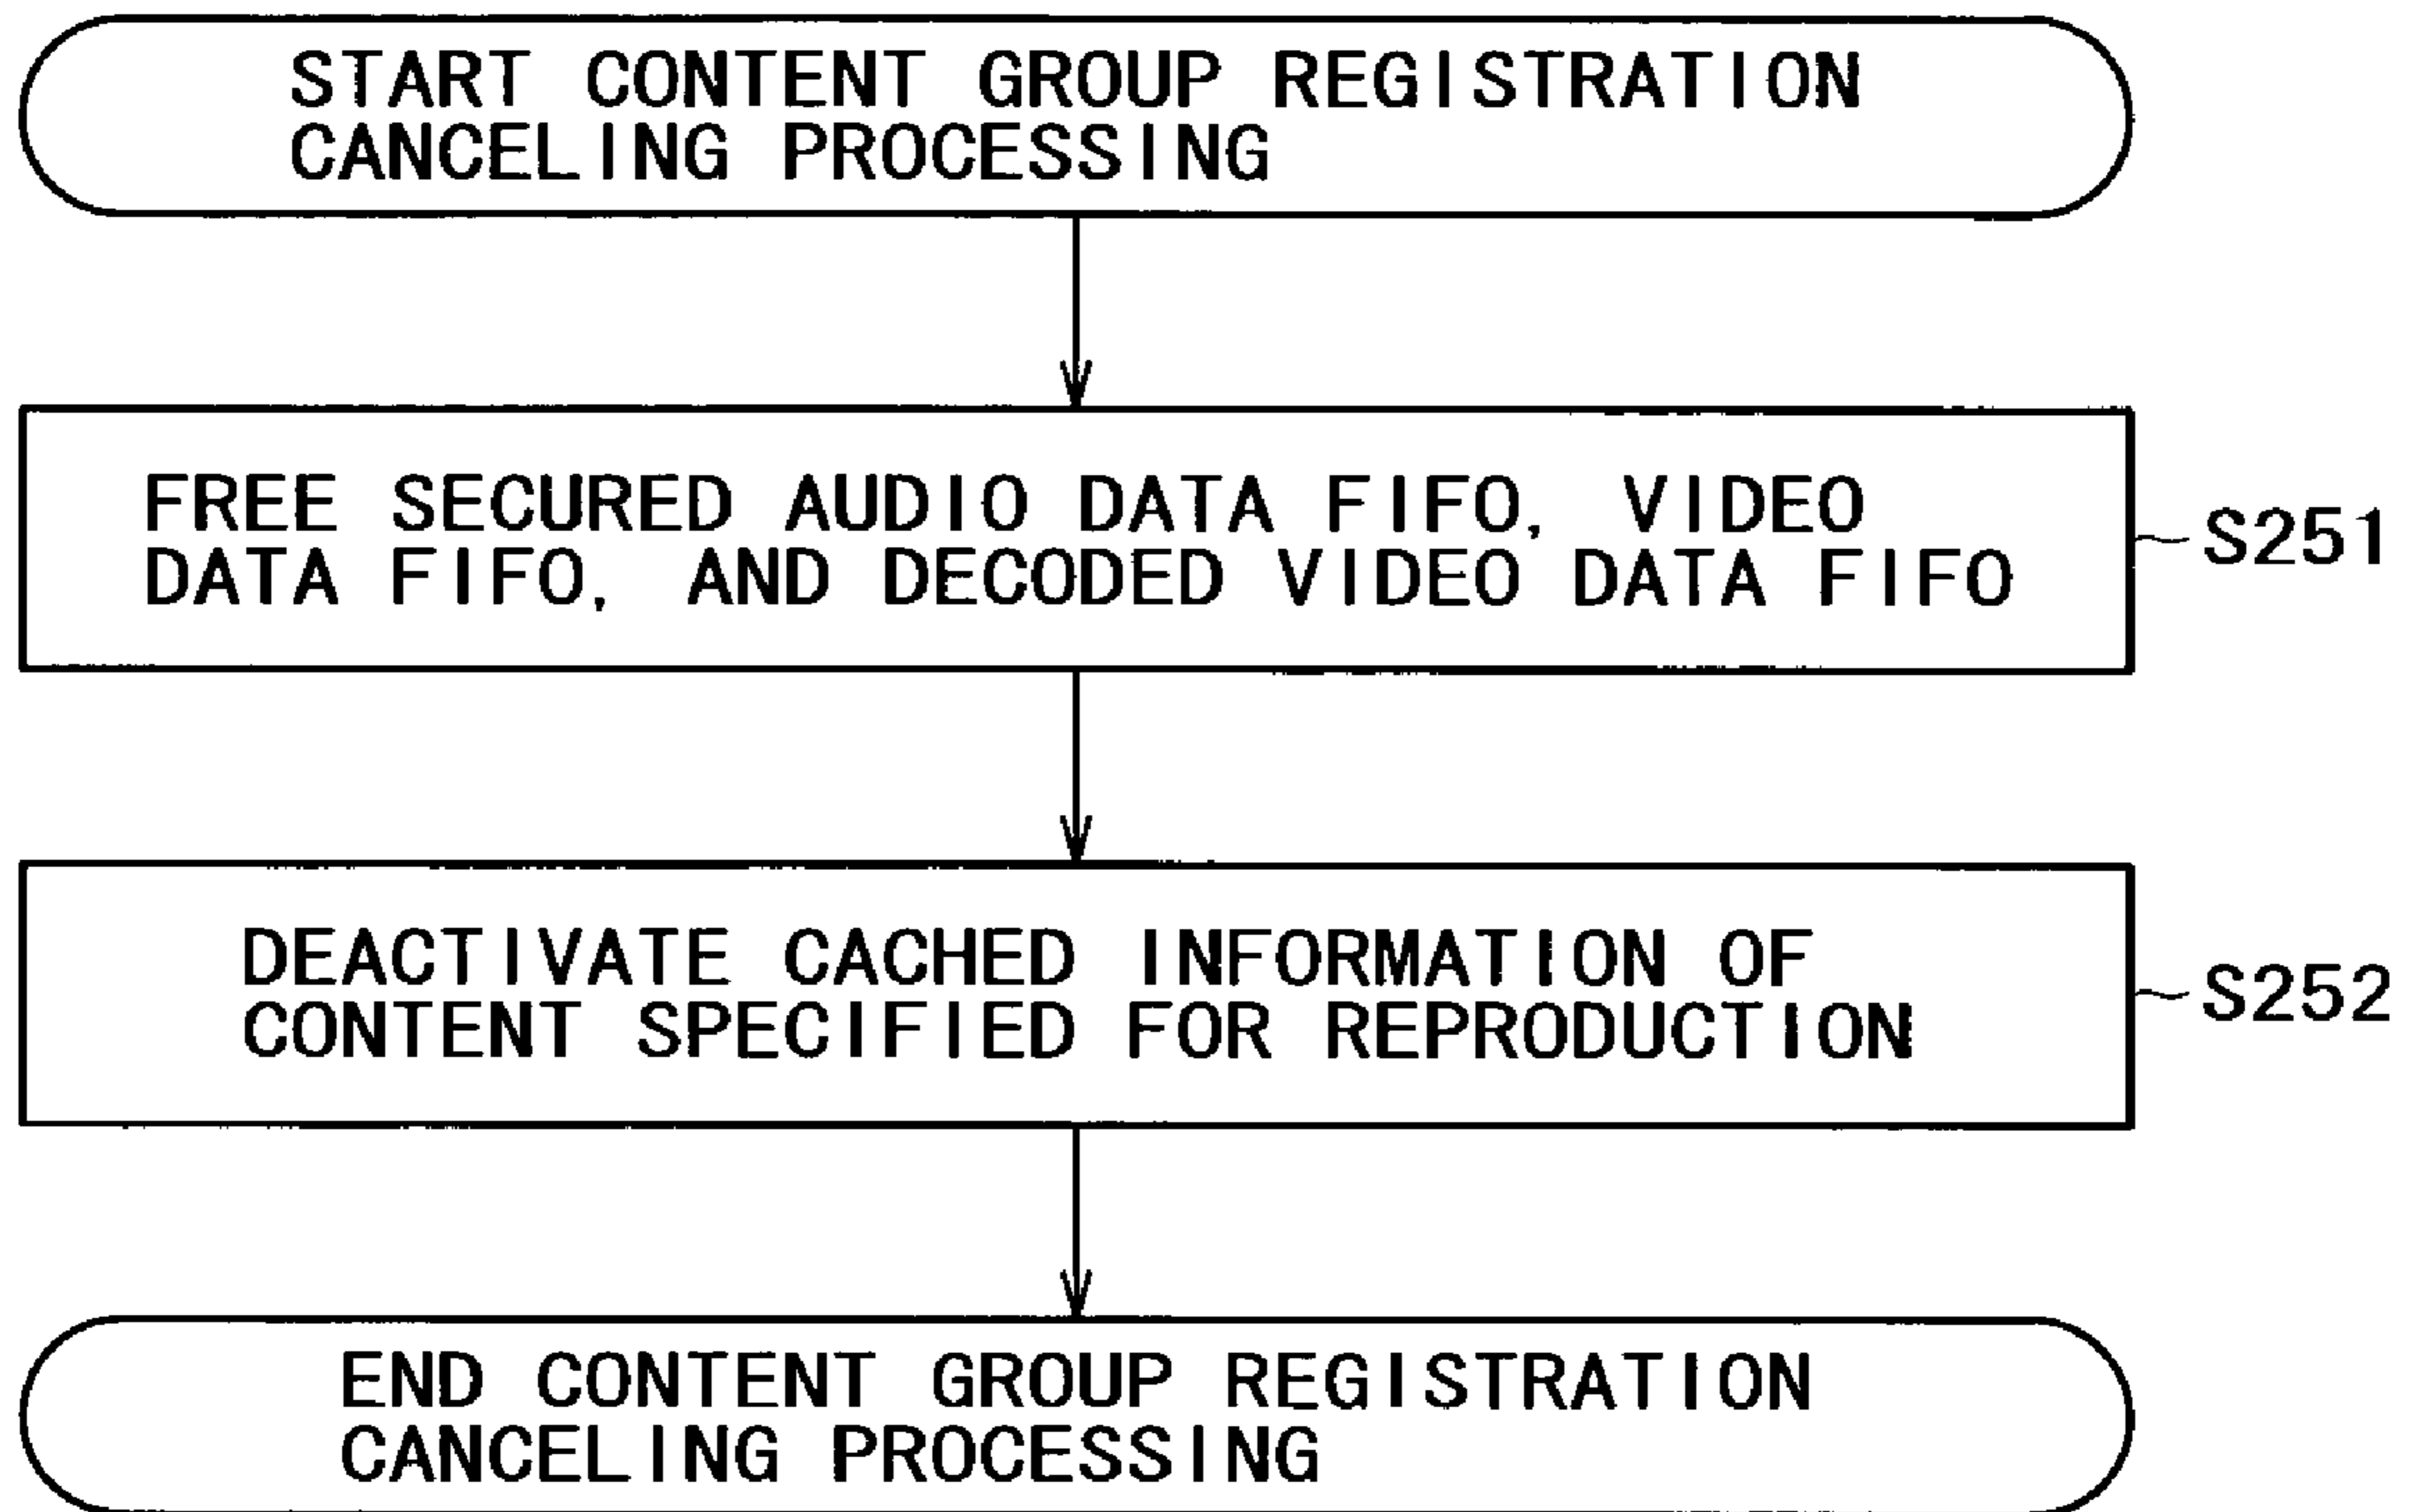 START CONTENT GROUP REGISTRATION
CANCELING PROCESSING
FREE SECURED AUDIO DATA FIFO, VIDEO
DATA FIFO, AND DECODED VIDEO DATA FIFO
S251
DEACTIVATE CACHED INFORMATION OF
CONTENT SPECIFIED FOR REPRODUCTION
S252
END CONTENT GROUP REGISTRATION
CANCELING PROCESSING